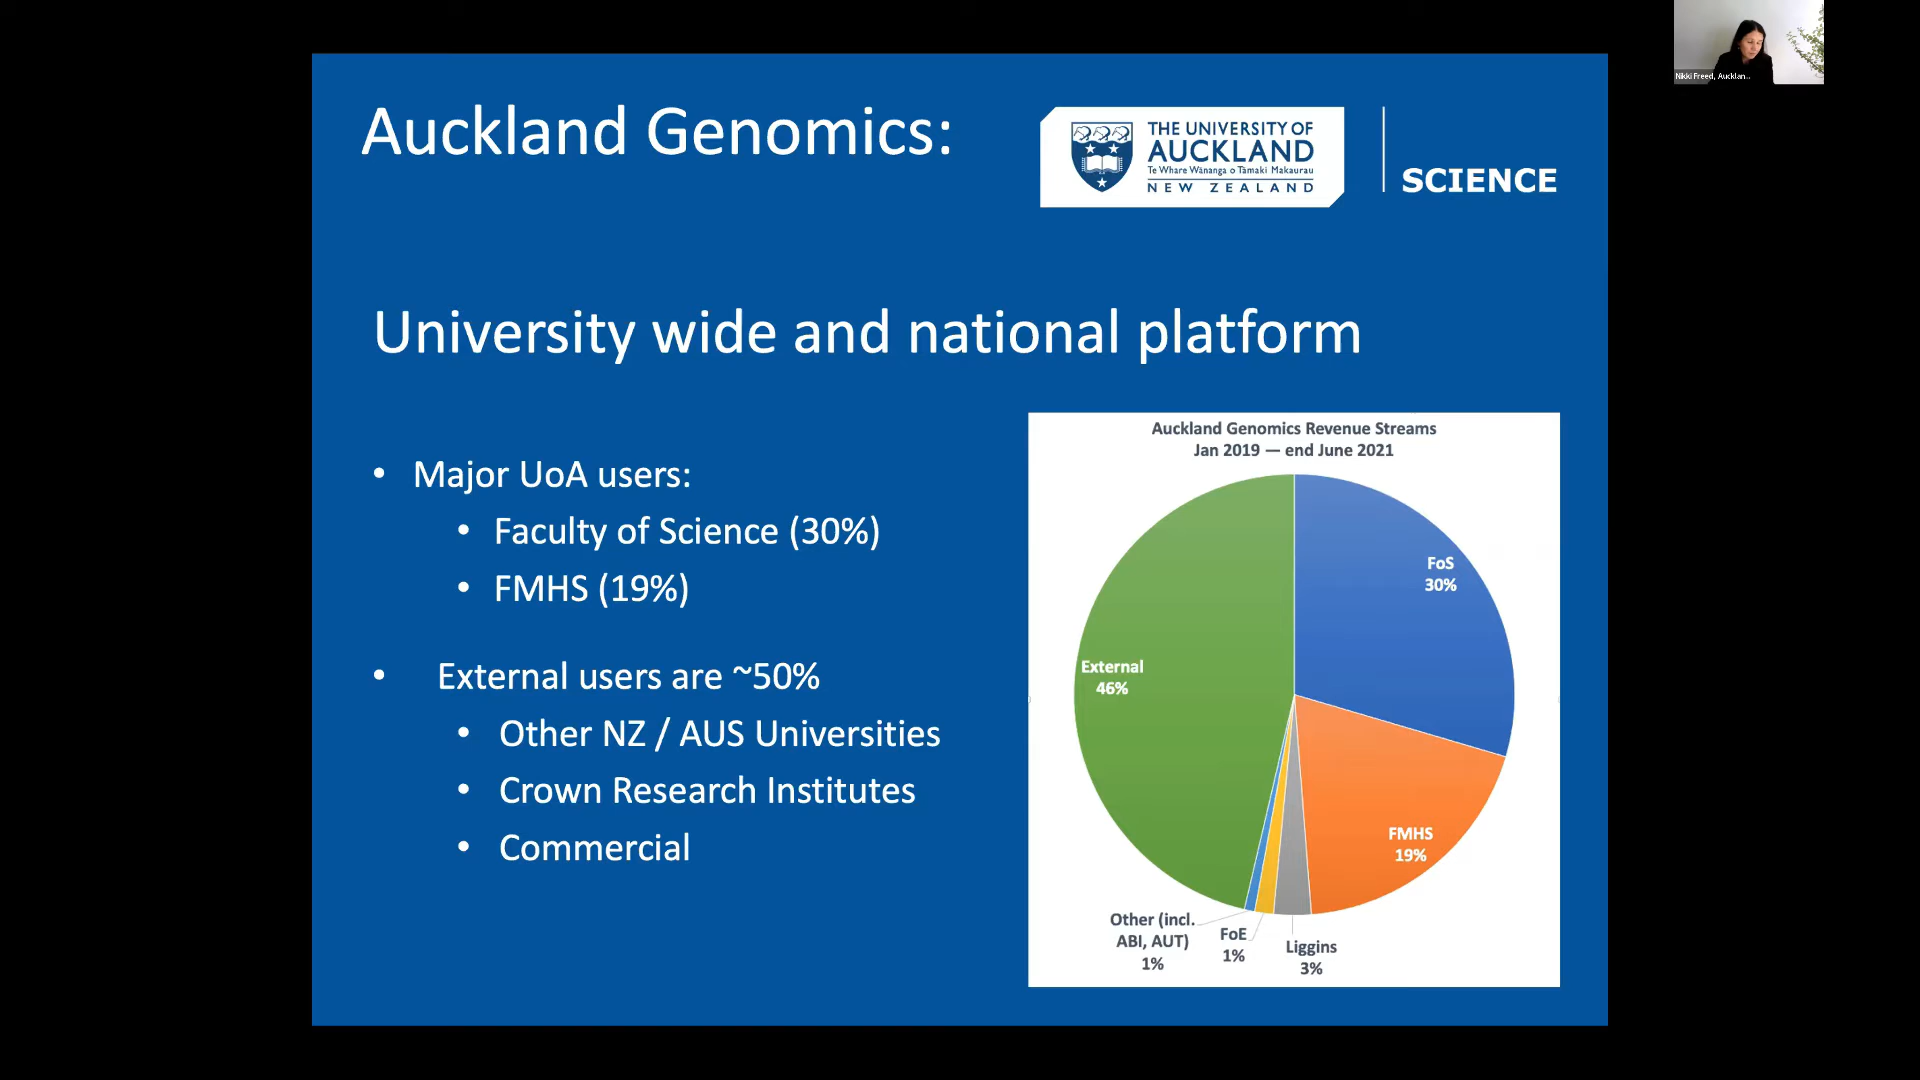 Auckland Genomics:
THE UNIVERSITY OF
AUCKLAND
Te Whare Wānanga o Tāmaki Makaurau
NEW ZEALAND
SCIENCE
Nikki Freed, Aucklan...
University wide and national platform
• Major UoA users:
• Faculty of Science (30%)
• FMHS (19%)
• External users are ~50%
• Other NZ / AUS Universities
• Crown Research Institutes
• Commercial
Auckland Genomics Revenue Streams
Jan 2019 — end June 2021
FoS
30%
External
46%
FMHS
19%
Other (incl.
ABI, AUT)
1%
FoE
1%
Liggins
3%